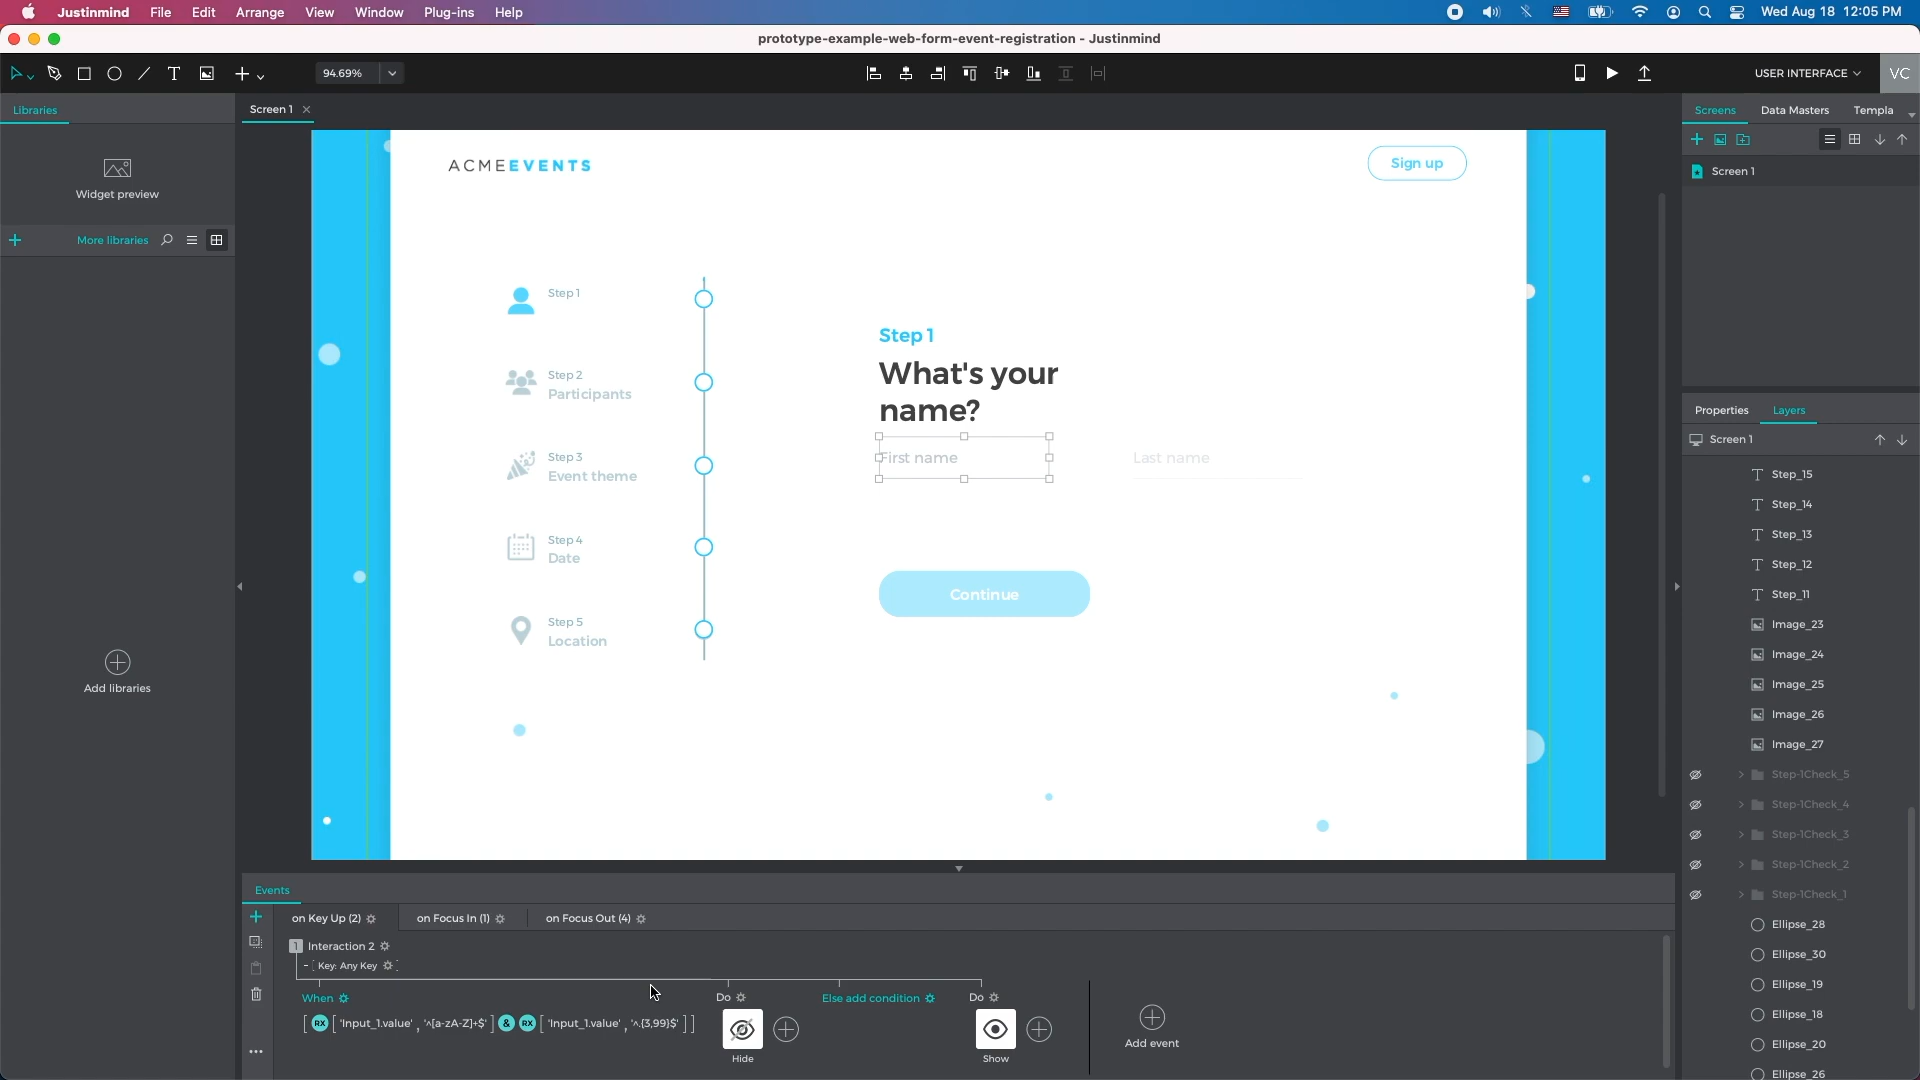 Justinmind File Edit Arrange View Window Plug-ins Help
Wed Aug 18 12:05 PM
prototype-example-web-form-event-registration - Justinmind
T
94.69%
USER INTERFACE
VC
Libraries
Widget preview
More libraries
Add libraries
Screen 1
ACMEEVENTS
Sign up
Step 1
Step 2
Participants
Step 3
Event theme
Step 4
Date
Step 5
Location
Step 1
What's your
name?
First name
Last name
Continue
Screens
Data Masters
Templa
Screen 1
Properties
Layers
Screen 1
Step_15
Step_14
Step_13
Step_12
Step_11
Image_23
Image_24
Image_25
Image_26
Image_27
Step-1Check_5
Step-1Check_4
Step-1Check_3
Step-1Check_2
Step-1Check_1
Ellipse_28
Ellipse_30
Ellipse_19
Ellipse_18
Ellipse_20
Ellipse_26
Events
on Key Up (2)
on Focus In (1)
on Focus Out (4)
1 Interaction 2
- [ Key: Any Key ]
When
Do
Else add condition
Do
[ RX [ 'Input_1.value' , '^[a-zA-Z]+$' ] & RX [ 'Input_1.value' , '^.{3,99}$' ] ]
Hide
Show
Add event